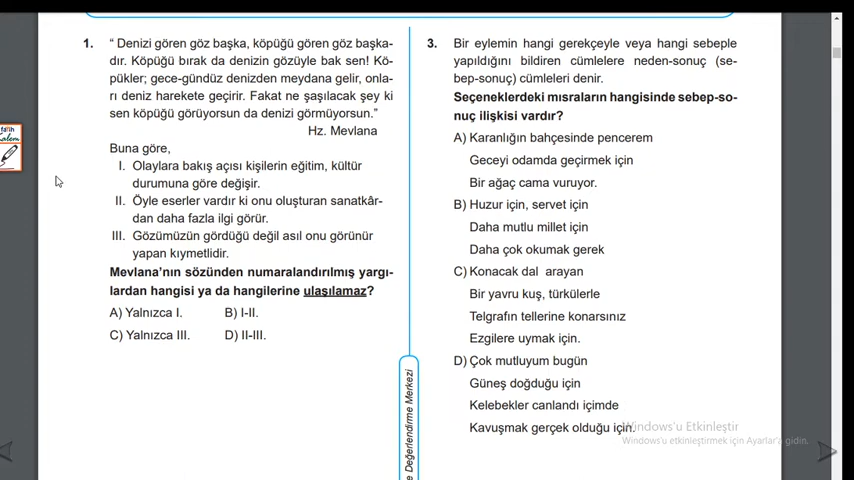 1. “ Denizi gören göz başka, köpüğü gören göz başka-
dır. Köpüğü bırak da denizin gözüyle bak sen! Kö-
pükler; gece-gündüz denizden meydana gelir, onla-
rı deniz harekete geçirir. Fakat ne şaşılacak şey ki
sen köpüğü görüyorsun da denizi görmüyorsun.”
Hz. Mevlana
Buna göre,
I. Olaylara bakış açısı kişilerin eğitim, kültür
durumuna göre değişir.
II. Öyle eserler vardır ki onu oluşturan sanatkâr-
dan daha fazla ilgi görür.
III. Gözümüzün gördüğü değil asıl onu görünür
yapan kıymetlidir.
Mevlana’nın sözünden numaralandırılmış yargı-
lardan hangisi ya da hangilerine ulaşılamaz?
A) Yalnızca I. B) I-II.
C) Yalnızca III. D) II-III.
e Değerlendirme Merkezi
3. Bir eylemin hangi gerekçeyle veya hangi sebeple
yapıldığını bildiren cümlelere neden-sonuç (se-
bep-sonuç) cümleleri denir.
Seçeneklerdeki mısraların hangisinde sebep-so-
nuç ilişkisi vardır?
A) Karanlığın bahçesinde pencerem
Geceyi odamda geçirmek için
Bir ağaç cama vuruyor.
B) Huzur için, servet için
Daha mutlu millet için
Daha çok okumak gerek
C) Konacak dal arayan
Bir yavru kuş, türkülerle
Telgrafın tellerine konarsınız
Ezgilere uymak için.
D) Çok mutluyum bugün
Güneş doğduğu için
Kelebekler canlandı içimde
Kavuşmak gerçek olduğu için.
Windows'u Etkinleştir
Windows'u etkinleştirmek için Ayarlar'a gidin.